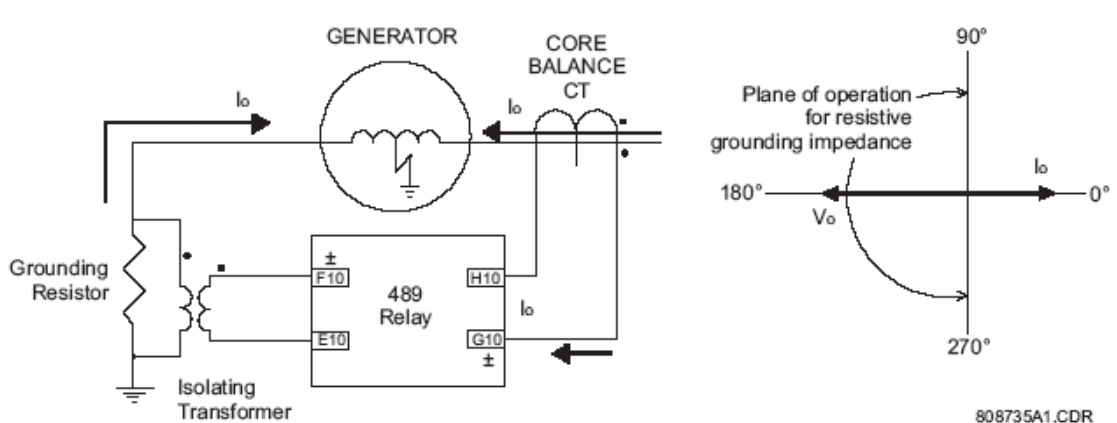 GENERATOR
CORE
BALANCE
CT
Io
Io
Grounding
Resistor
±
F10
E10
489
Relay
H10
Io
G10
±
Isolating
Transformer
90°
Plane of operation
for resistive
grounding impedance
180°
Vo
Io
0°
270°
808735A1.CDR